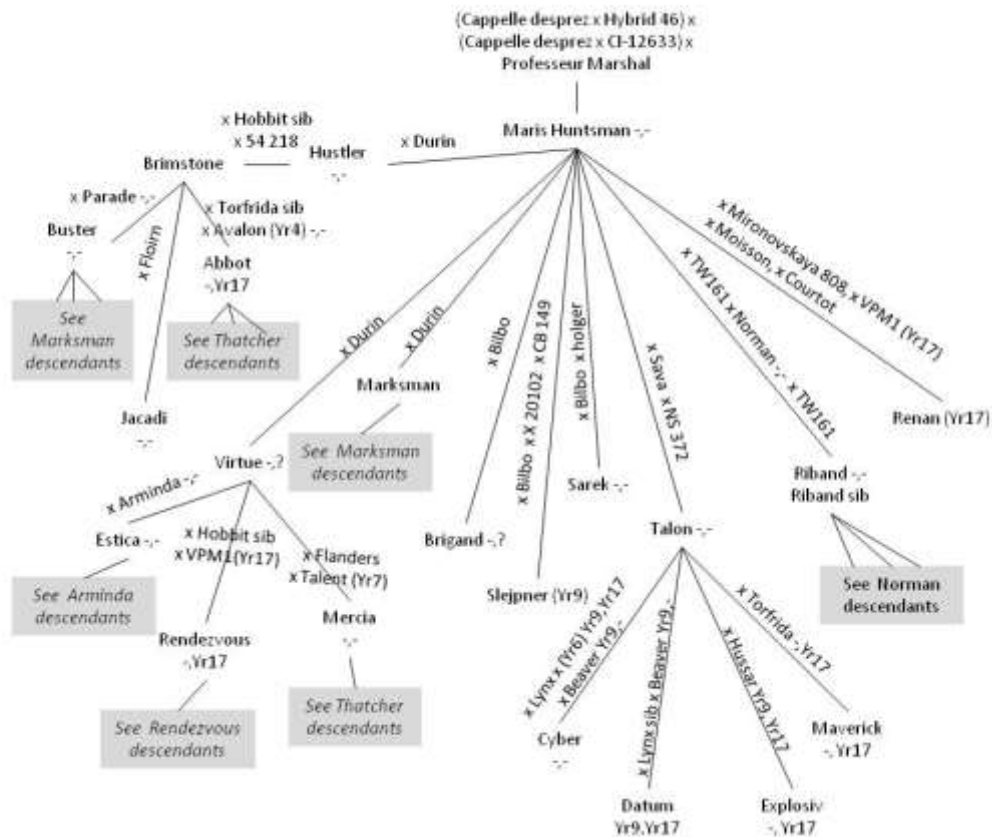 (Cappelle desprez x Hybrid 46) x
(Cappelle desprez x CI-12633) x
Professeur Marshal
Maris Huntsman -,-
x Hobbit sib
x 54 218
Hustler
-,-
x Durin
Brimstone
x Parade -,-
Buster
-,-
x Floirn
x Torfrida sib
x Avalon (Yr4) -,-
Abbot
-,Yr17
See
Marksman
descendants
See Thatcher
descendants
Jacadi
-,-
x Durin
x Durin
Marksman
See Marksman
descendants
Virtue -,?
x Arminda -,-
Estica -,-
See Arminda
descendants
x Hobbit sib
x VPM1(Yr17)
Rendezvous
-,Yr17
See Rendezvous
descendants
x Flanders
x Talent (Yr7)
Mercia
-,-
See Thatcher
descendants
x Bilbo
Brigand -,?
x Bilbo x X 20102 x CB 149
Slejpner (Yr9)
x Bilbo x holger
Sarek -,-
x Sava x NS 372
Talon -,-
x Lynx x (Yr6) Yr9,Yr17
x Beaver Yr9,-
Cyber
-,-
x Lynx sib x Beaver Yr9,-
Datum
Yr9,Yr17
x Hussar Yr9, Yr17
Explosiv
-, Yr17
x Torfrida -, Yr17
Maverick
-, Yr17
x TW161 x Norman -,- x TW161
Riband -,-
Riband sib
See Norman
descendants
x Mironovskaya 808, x VPM1 (Yr17)
x Moisson, x Courtot
Renan (Yr17)